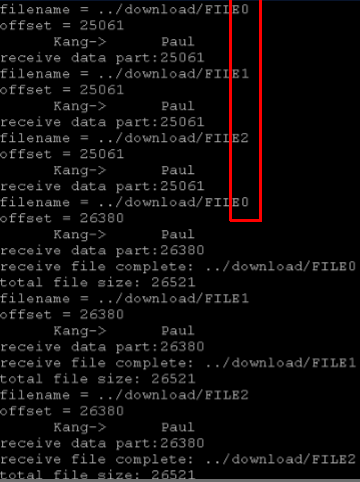 filename = ../download/FILE0
offset = 25061
Kang-> Paul
receive data part:25061
filename = ../download/FILE1
offset = 25061
Kang-> Paul
receive data part:25061
filename = ../download/FILE2
offset = 25061
Kang-> Paul
receive data part:25061
filename = ../download/FILE0
offset = 26380
Kang-> Paul
receive data part:26380
receive file complete: ../download/FILE0
total file size: 26521
filename = ../download/FILE1
offset = 26380
Kang-> Paul
receive data part:26380
receive file complete: ../download/FILE1
total file size: 26521
filename = ../download/FILE2
offset = 26380
Kang-> Paul
receive data part:26380
receive file complete: ../download/FILE2
total file size: 26521